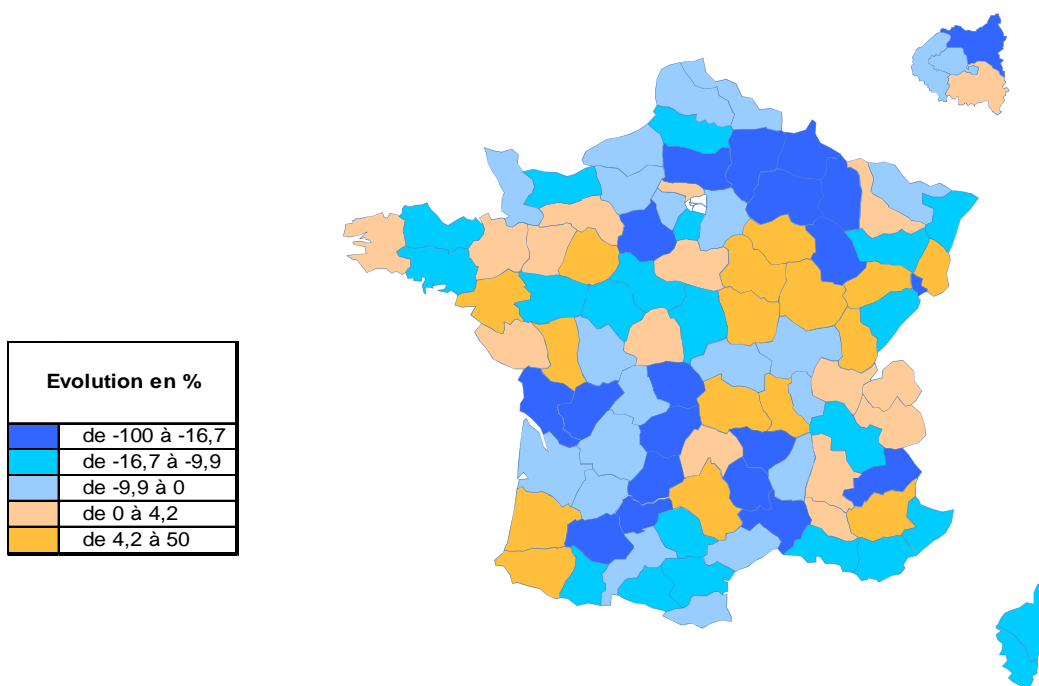 Evolution en %
de -100 à -16,7
de -16,7 à -9,9
de -9,9 à 0
de 0 à 4,2
de 4,2 à 50